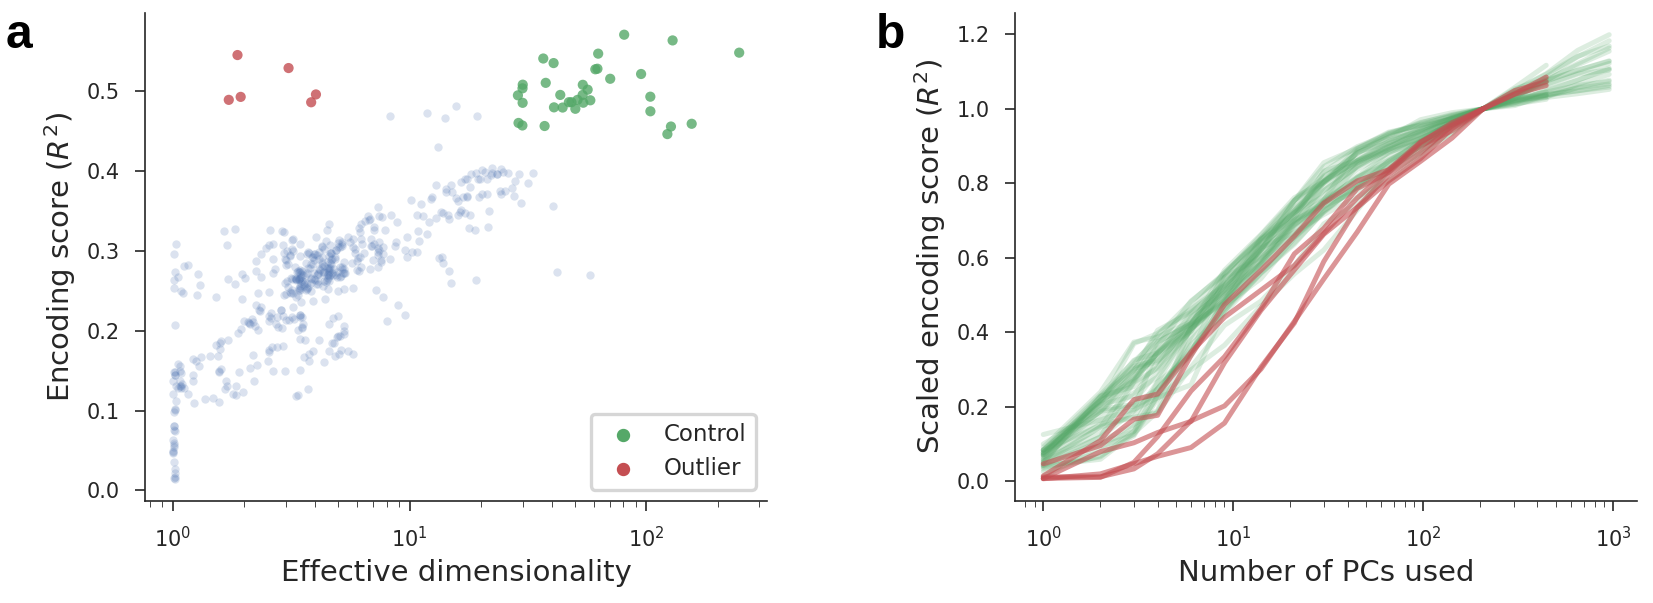 a
Encoding score (R²)
0.5
0.4
0.3
0.2
0.1
0.0
10⁰
10¹
10²
Effective dimensionality
Control
Outlier
b
Scaled encoding score (R²)
1.2
1.0
0.8
0.6
0.4
0.2
0.0
10⁰
10¹
10²
10³
Number of PCs used